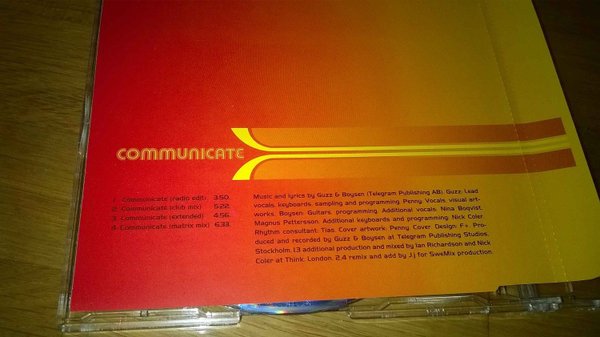 COMMUNICATE
1 Communicate (radio edit) 3:50
2 Communicate (club mix) 5:22
3 Communicate (extended) 4:56
4 Communicate (matrix mix) 6:33
Music and lyrics by Guzz & Boysen (Telegram Publishing AB). Guzz: Lead
vocals, keyboards, sampling and programming. Penny: Vocals, visual art-
works. Boysen: Guitars, programming. Additional vocals: Nina Boqvist,
Magnus Pettersson. Additional keyboards and programming: Nick Coler
Rhythm consultant: Tias. Cover artwork: Penny Cover Design: F+. Pro-
duced and recorded by Guzz & Boysen at Telegram Publishing Studios,
Stockholm. 1,3 additional production and mixed by Ian Richardson and Nick
Coler at Think, London. 2,4 remix and add by J.j for SweMix production.